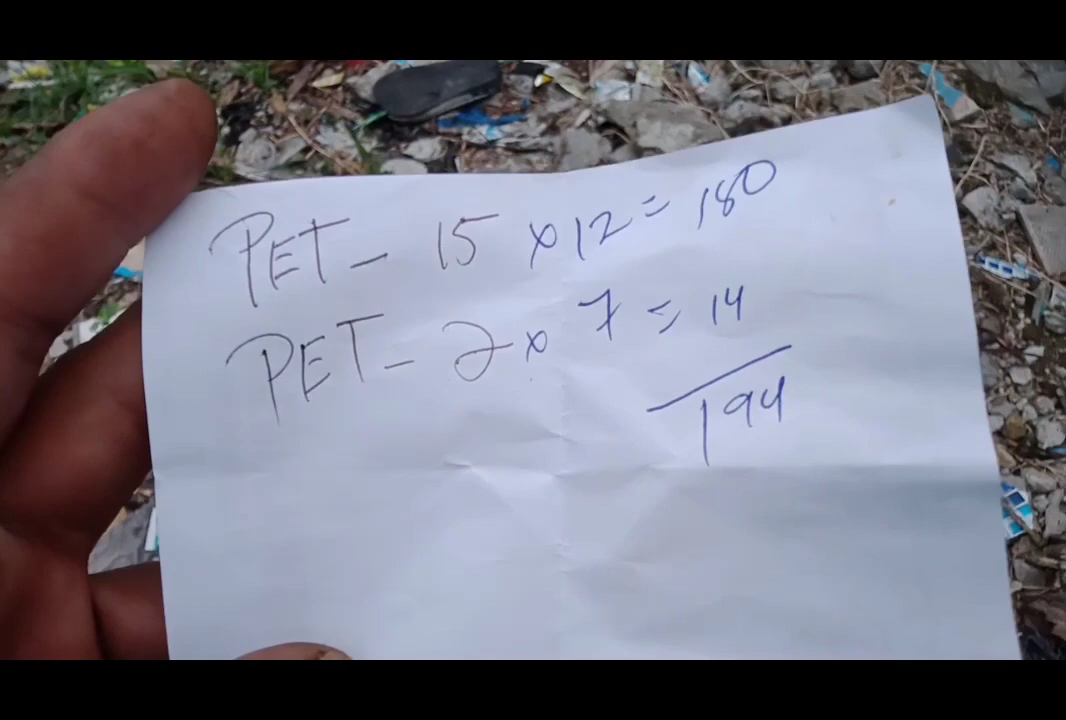 PET - 15 x 12 = 180
PET - 2 x 7 = 14
194